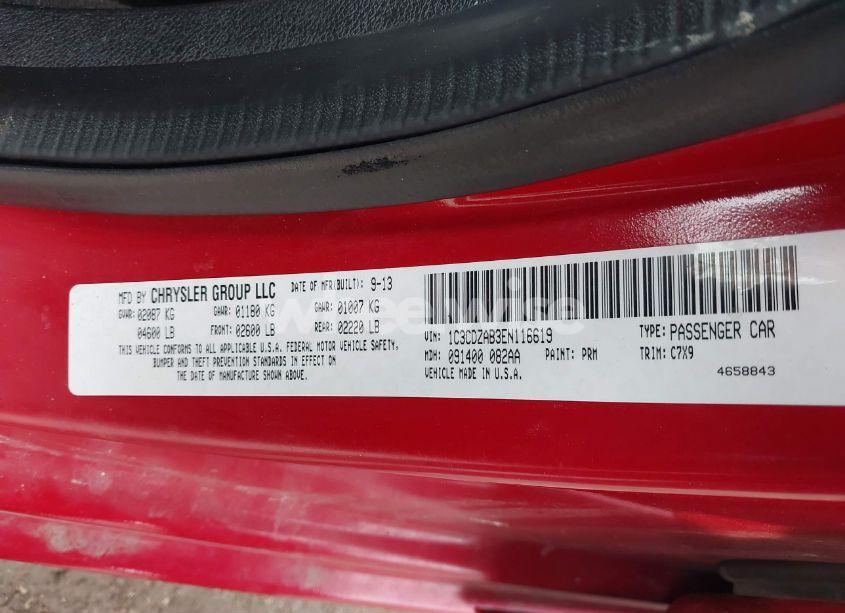 MFD BY CHRYSLER GROUP LLC DATE OF MFR(BUILT): 9-13
GVWR: 02087 KG GAWR: 01180 KG GAWR: 01007 KG
04600 LB FRONT: 02600 LB REAR: 02220 LB
THIS VEHICLE CONFORMS TO ALL APPLICABLE U.S.A. FEDERAL MOTOR VEHICLE SAFETY,
BUMPER AND THEFT PREVENTION STANDARDS IN EFFECT ON
THE DATE OF MANUFACTURE SHOWN ABOVE.
VIN: 1C3CDZAB3EN116619 TYPE: PASSENGER CAR
MDH: 091400 082AA PAINT: PRM TRIM: C7X9
VEHICLE MADE IN U.S.A. 4658843